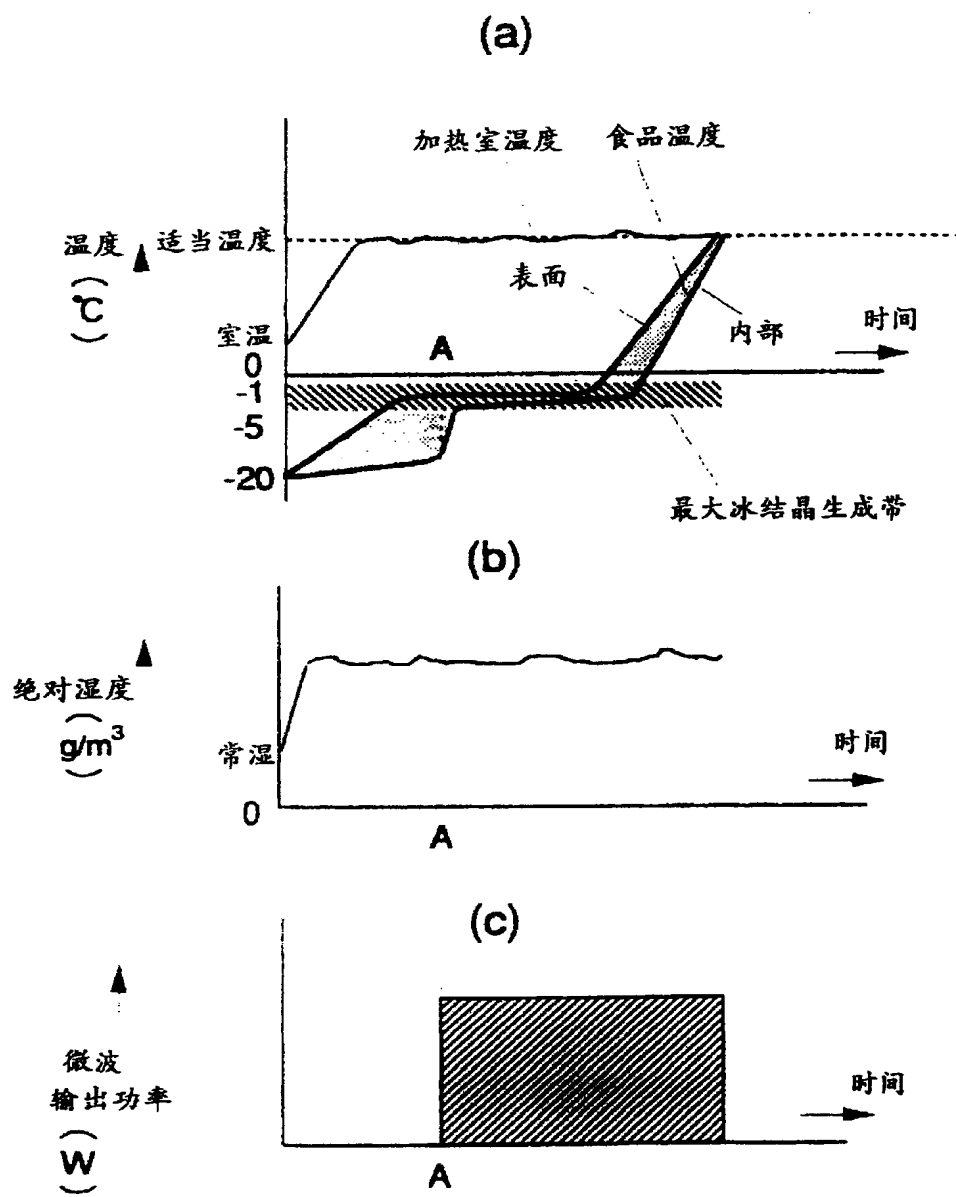 (a)
加热室温度
食品温度
温度
(℃)
适当温度
表面
内部
时间
室温
A
0
-1
-5
-20
最大冰结晶生成带
(b)
绝对湿度
(g/m³)
常湿
时间
0
A
(c)
微波
输出功率
(W)
时间
A